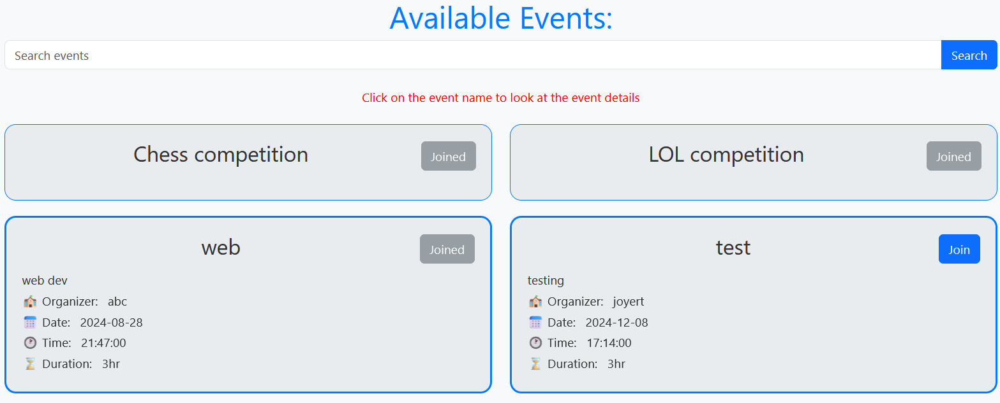 Available Events:
Search events
Search
Click on the event name to look at the event details
Chess competition
Joined
LOL competition
Joined
web
Joined
web dev
Organizer: abc
Date: 2024-08-28
Time: 21:47:00
Duration: 3hr
test
Join
testing
Organizer: joyert
Date: 2024-12-08
Time: 17:14:00
Duration: 3hr